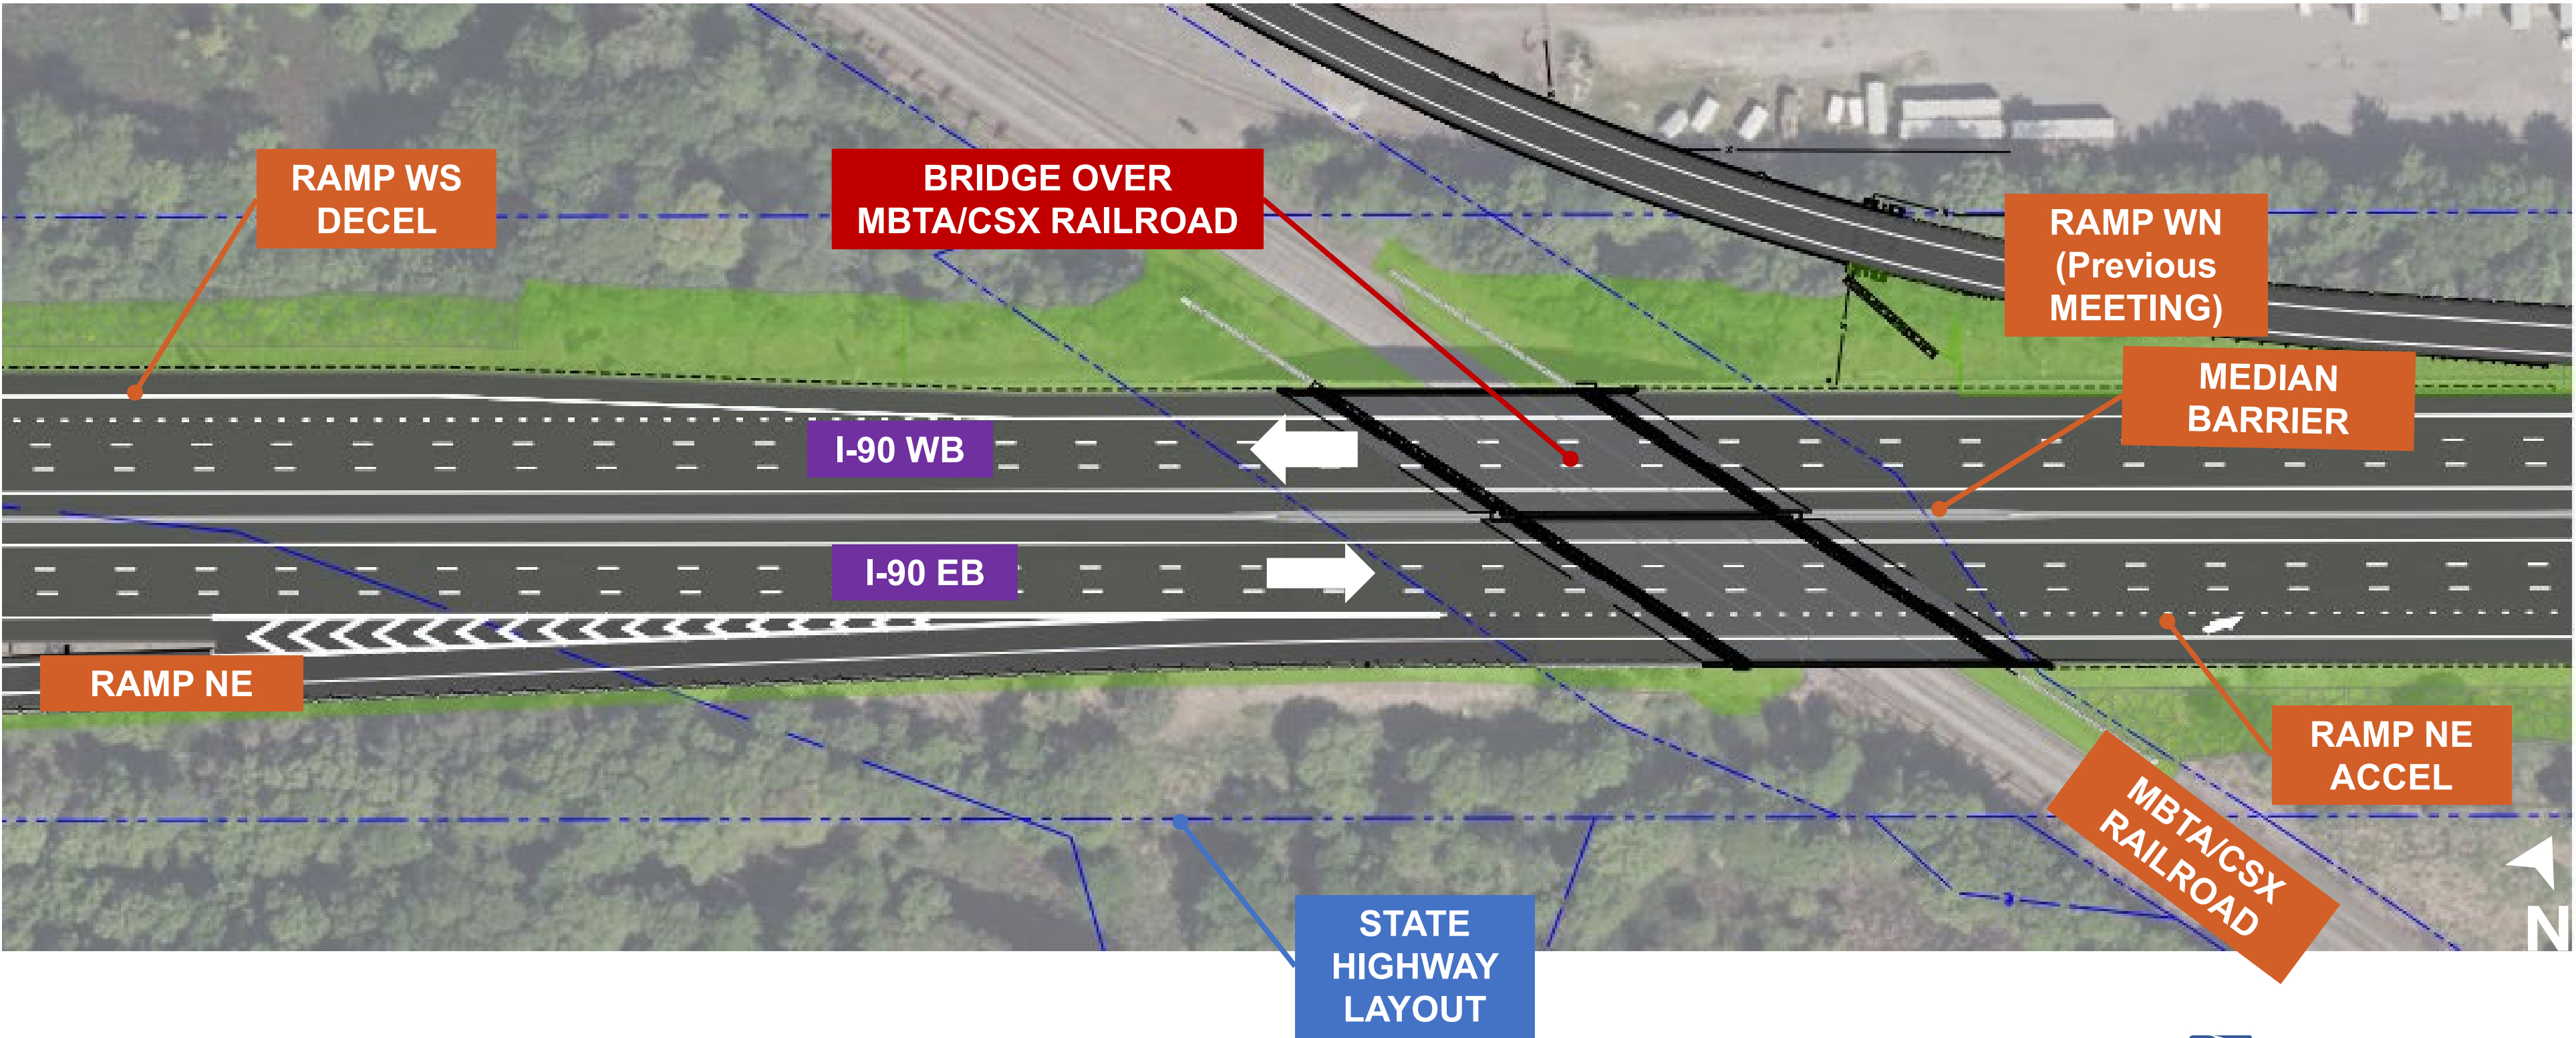 RAMP WS
DECEL
BRIDGE OVER
MBTA/CSX RAILROAD
RAMP WN
(Previous
MEETING)
MEDIAN
BARRIER
I-90 WB
I-90 EB
RAMP NE
RAMP NE
ACCEL
MBTA/CSX
RAILROAD
STATE
HIGHWAY
LAYOUT
N